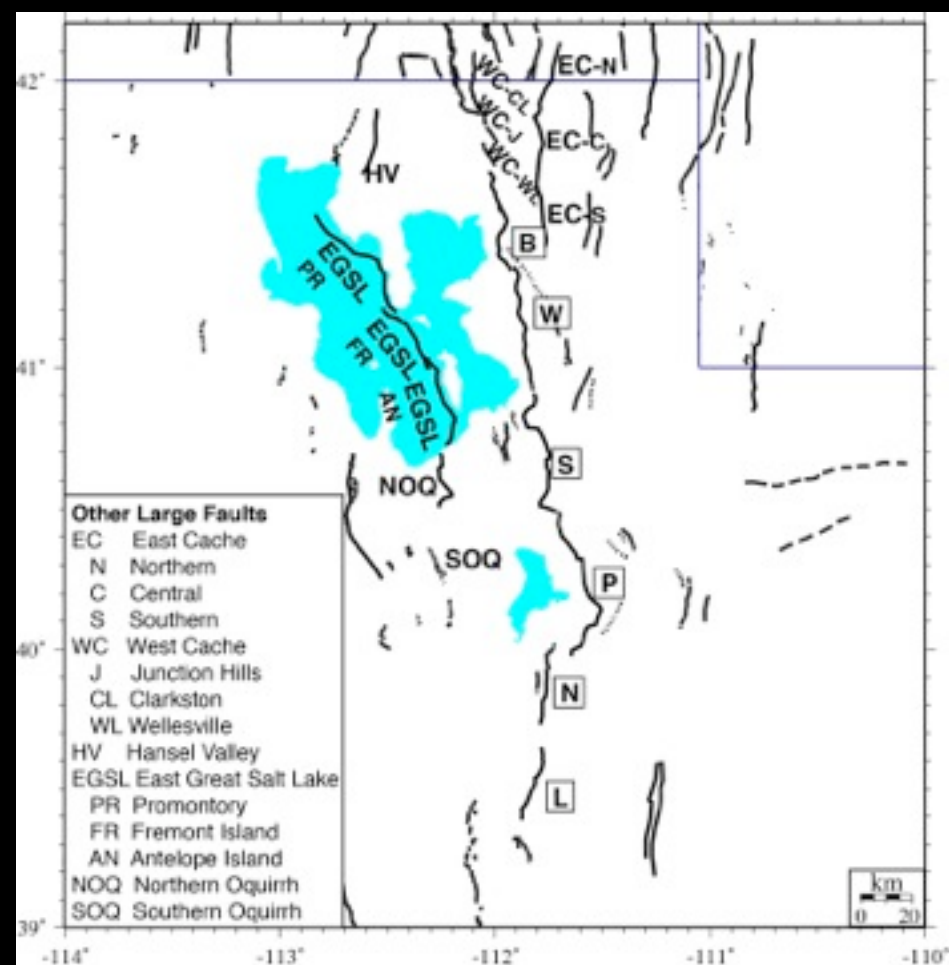 42°
EC-N
WC-CL
WC-J
EC-C
WC-WL
HV
EC-S
B
EGSL
PR
W
EGSL
FR
41°
EGSL
AN
S
NOQ
Other Large Faults
EC East Cache
N Northern
C Central
S Southern
WC West Cache
J Junction Hills
CL Clarkston
WL Wellesville
HV Hansel Valley
EGSL East Great Salt Lake
PR Promontory
FR Fremont Island
AN Antelope Island
NOQ Northern Oquirrh
SOQ Southern Oquirrh
SOQ
P
40°
N
L
km
0 20
39°
-114° -113° -112° -111° -110°